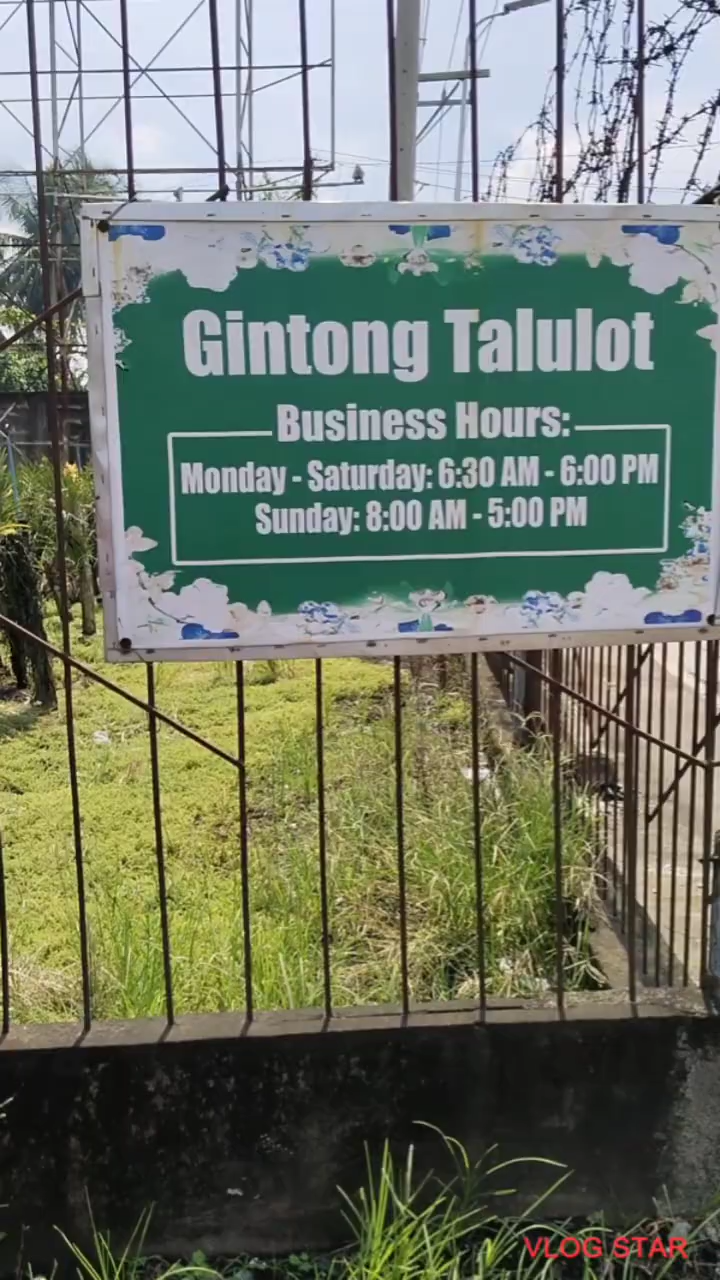 Gintong Talulot
Business Hours:
Monday - Saturday: 6:30 AM - 6:00 PM
Sunday: 8:00 AM - 5:00 PM
VLOG STAR